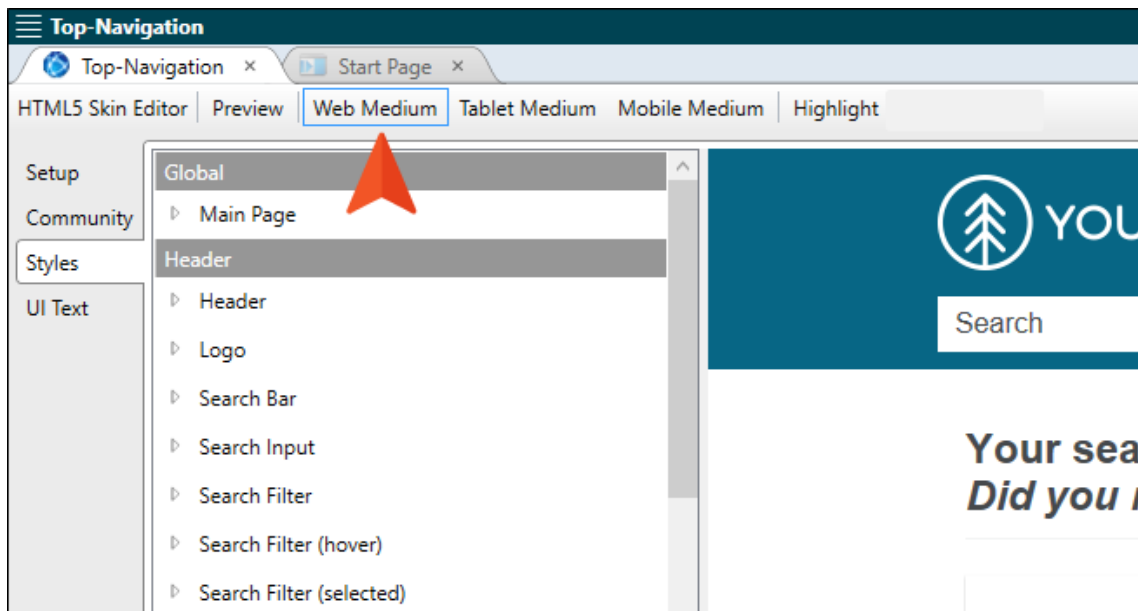 Top-Navigation
Top-Navigation × Start Page ×
HTML5 Skin Editor Preview Web Medium Tablet Medium Mobile Medium Highlight
Setup
Community
Styles
UI Text
Global
Main Page
Header
Header
Logo
Search Bar
Search Input
Search Filter
Search Filter (hover)
Search Filter (selected)
YOU
Search
Your sea
Did you